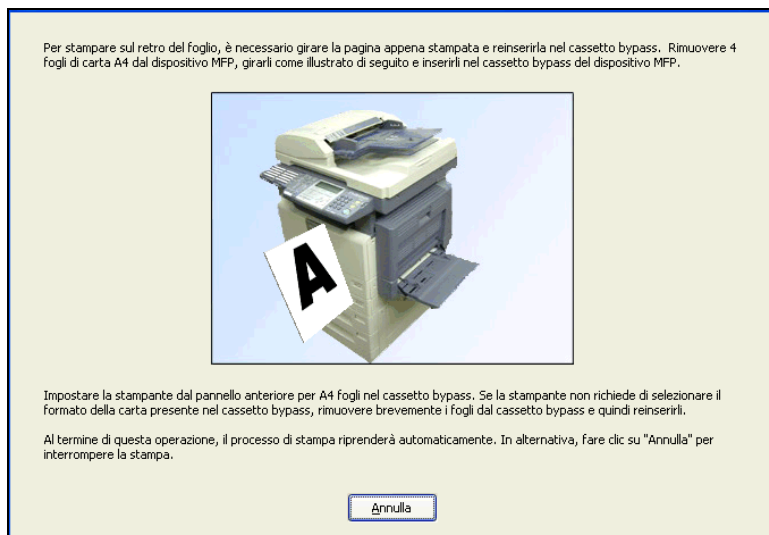 Per stampare sul retro del foglio, è necessario girare la pagina appena stampata e reinserirla nel cassetto bypass. Rimuovere 4
fogli di carta A4 dal dispositivo MFP, girarli come illustrato di seguito e inserirli nel cassetto bypass del dispositivo MFP.
A
Impostare la stampante dal pannello anteriore per A4 fogli nel cassetto bypass. Se la stampante non richiede di selezionare il
formato della carta presente nel cassetto bypass, rimuovere brevemente i fogli dal cassetto bypass e quindi reinserirli.
Al termine di questa operazione, il processo di stampa riprenderà automaticamente. In alternativa, fare clic su "Annulla" per
interrompere la stampa.
Annulla